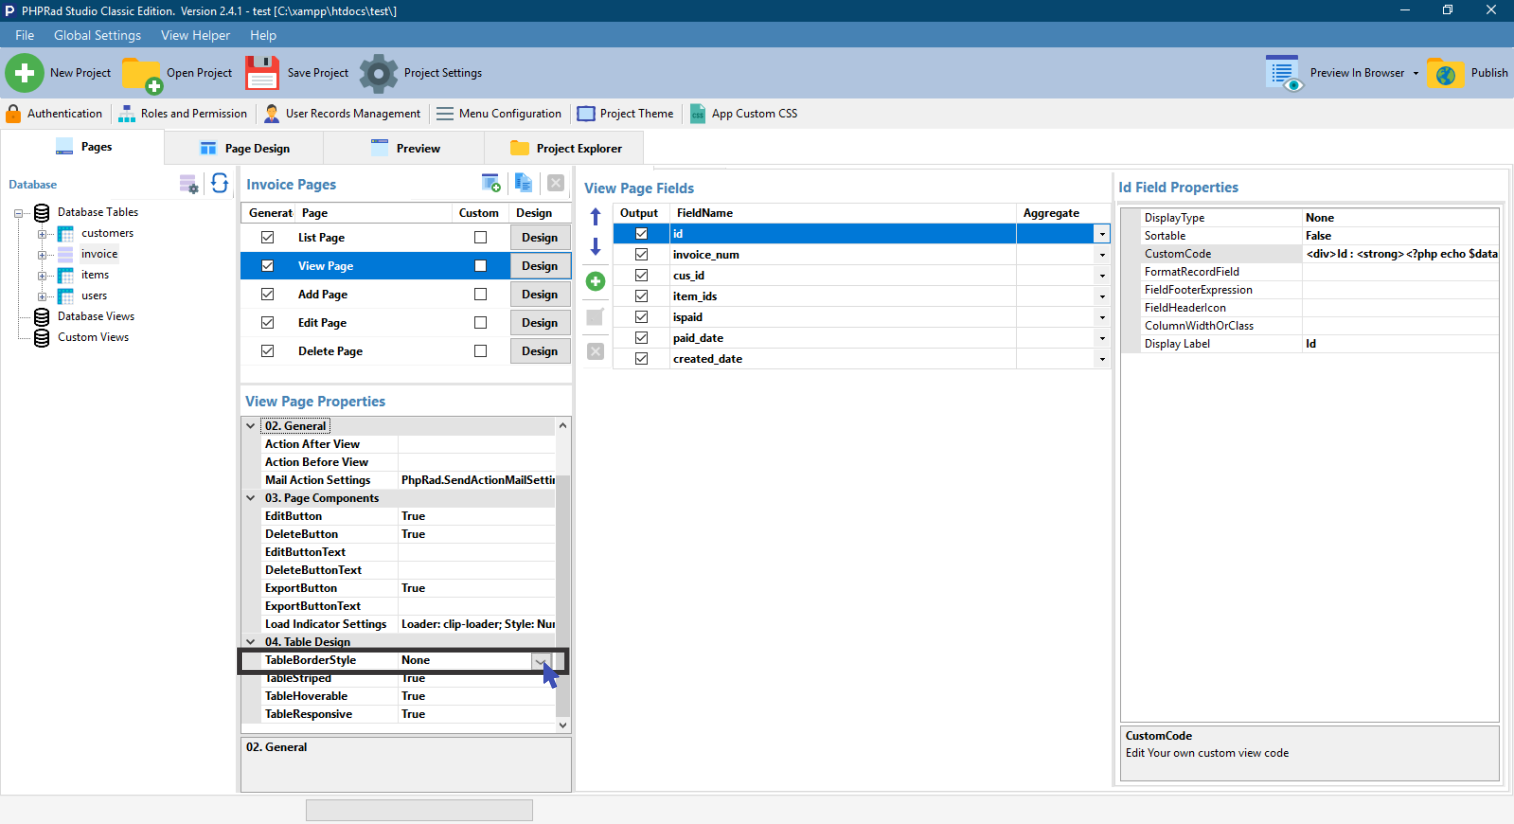 PHPRad Studio Classic Edition.  Version 2.4.1 - test [C:\xampp\htdocs\test\]
File Global Settings View Helper Help
New Project Open Project Save Project Project Settings Preview In Browser Publish
Authentication Roles and Permission User Records Management Menu Configuration Project Theme App Custom CSS
Pages Page Design Preview Project Explorer
Database
Database Tables
customers
invoice
items
users
Database Views
Custom Views
Invoice Pages
Generat Page Custom Design
List Page Design
View Page Design
Add Page Design
Edit Page Design
Delete Page Design
View Page Properties
02. General
Action After View
Action Before View
Mail Action Settings PhpRad.SendActionMailSettin
03. Page Components
EditButton True
DeleteButton True
EditButtonText
DeleteButtonText
ExportButton True
ExportButtonText
Load Indicator Settings Loader: clip-loader; Style: Nur
04. Table Design
TableBorderStyle None
TableStriped True
TableHoverable True
TableResponsive True
02. General
View Page Fields
Output FieldName Aggregate
id
invoice_num
cus_id
item_ids
ispaid
paid_date
created_date
Id Field Properties
DisplayType None
Sortable False
CustomCode <div>Id : <strong><?php echo $data
FormatRecordField
FieldFooterExpression
FieldHeaderIcon
ColumnWidthOrClass
Display Label Id
CustomCode
Edit Your own custom view code